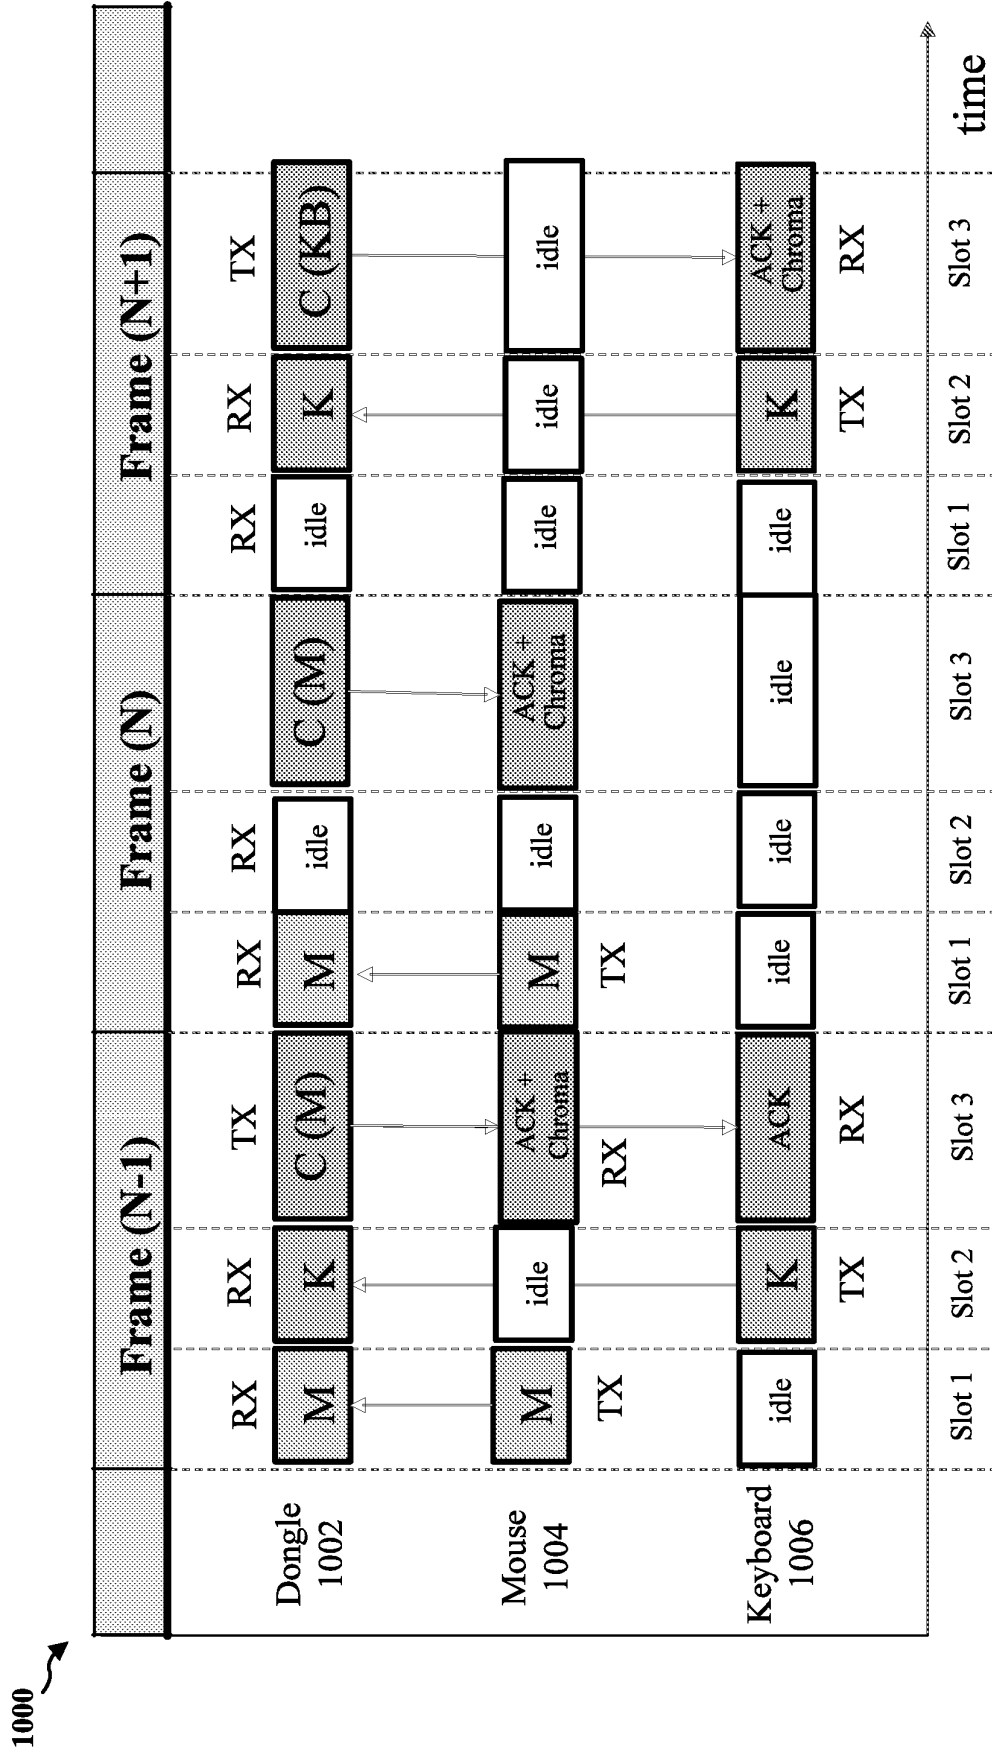 1000
Frame (N-1)
Frame (N)
Frame (N+1)
RX
RX
TX
RX
RX
RX
RX
TX
Dongle
1002
M
K
C (M)
M
idle
C (M)
idle
K
C (KB)
Mouse
1004
M
idle
ACK +
Chroma
M
idle
ACK +
Chroma
idle
idle
idle
TX
RX
TX
Keyboard
1006
idle
K
ACK
idle
idle
idle
idle
K
ACK +
Chroma
TX
RX
TX
RX
Slot 1
Slot 2
Slot 3
Slot 1
Slot 2
Slot 3
Slot 1
Slot 2
Slot 3
time